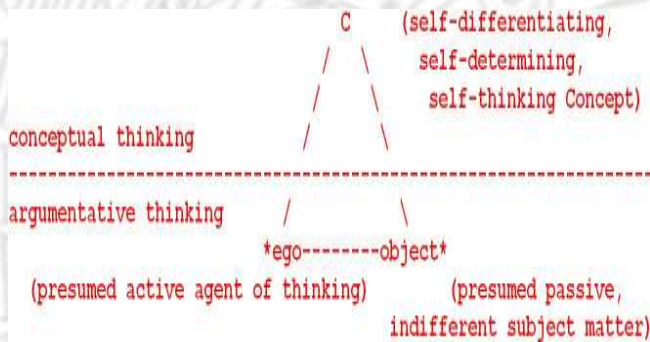 C (self-differentiating,
/ \ self-determining,
/ \ self-thinking Concept)
conceptual thinking / \
-----------------------------------------------------------------
argumentative thinking / \
*ego--------object*
(presumed active agent of thinking) (presumed passive,
indifferent subject matter)